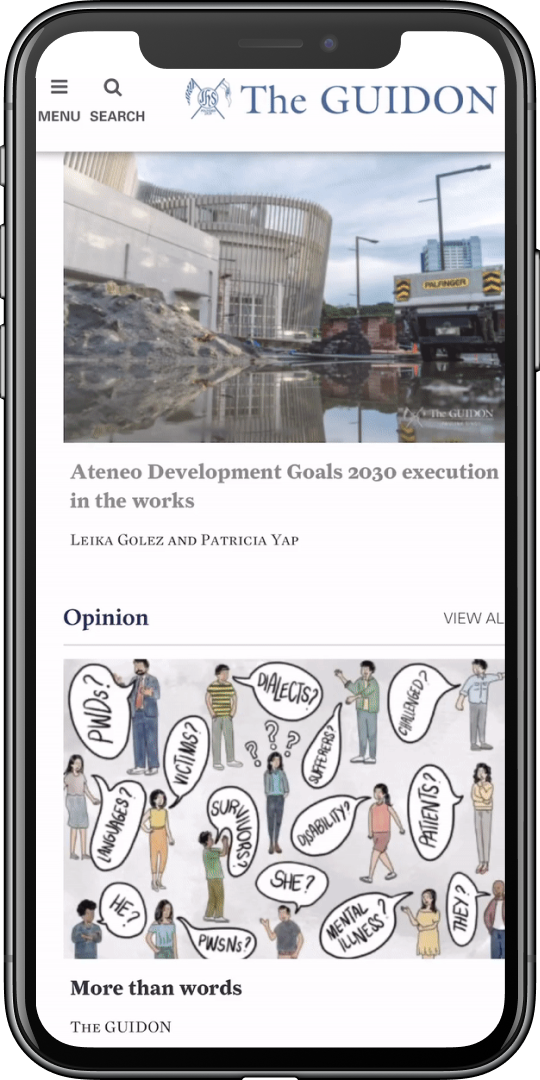 MENU SEARCH
The GUIDON
PALFINGER
The GUIDON
Ateneo Development Goals 2030 execution
in the works
LEIKA GOLEZ AND PATRICIA YAP
Opinion
VIEW AL
PWDs?
DIALECTS?
CHALLENGED?
VICTIMS?
SUFFERERS?
LANGUAGES?
SURVIVORS?
DISABILITY?
PATIENTS?
SHE?
HE?
PWSNs?
MENTAL
ILLNESS?
THEY?
More than words
THE GUIDON